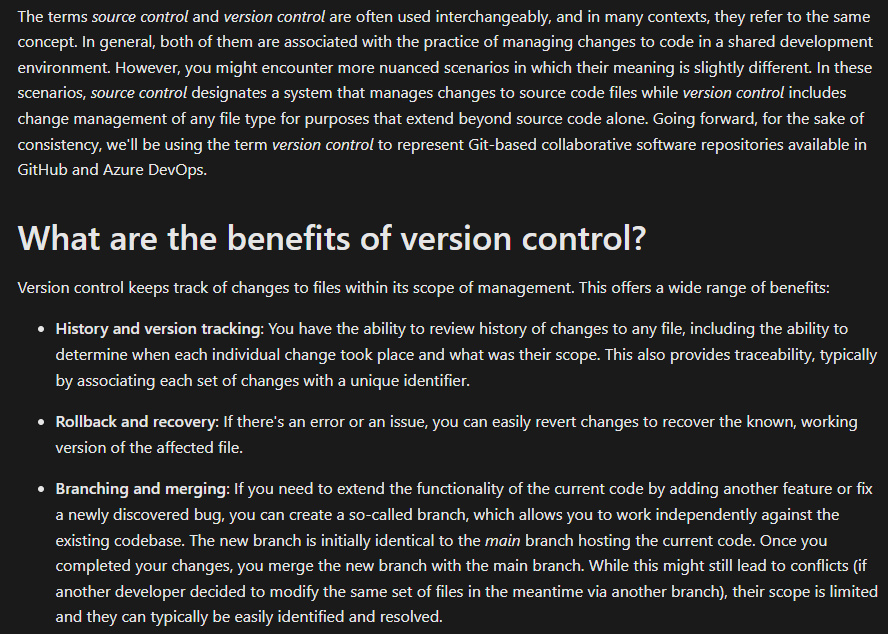 The terms source control and version control are often used interchangeably, and in many contexts, they refer to the same
concept. In general, both of them are associated with the practice of managing changes to code in a shared development
environment. However, you might encounter more nuanced scenarios in which their meaning is slightly different. In these
scenarios, source control designates a system that manages changes to source code files while version control includes
change management of any file type for purposes that extend beyond source code alone. Going forward, for the sake of
consistency, we'll be using the term version control to represent Git-based collaborative software repositories available in
GitHub and Azure DevOps.
What are the benefits of version control?
Version control keeps track of changes to files within its scope of management. This offers a wide range of benefits:
• History and version tracking: You have the ability to review history of changes to any file, including the ability to
determine when each individual change took place and what was their scope. This also provides traceability, typically
by associating each set of changes with a unique identifier.
• Rollback and recovery: If there's an error or an issue, you can easily revert changes to recover the known, working
version of the affected file.
• Branching and merging: If you need to extend the functionality of the current code by adding another feature or fix
a newly discovered bug, you can create a so-called branch, which allows you to work independently against the
existing codebase. The new branch is initially identical to the main branch hosting the current code. Once you
completed your changes, you merge the new branch with the main branch. While this might still lead to conflicts (if
another developer decided to modify the same set of files in the meantime via another branch), their scope is limited
and they can typically be easily identified and resolved.